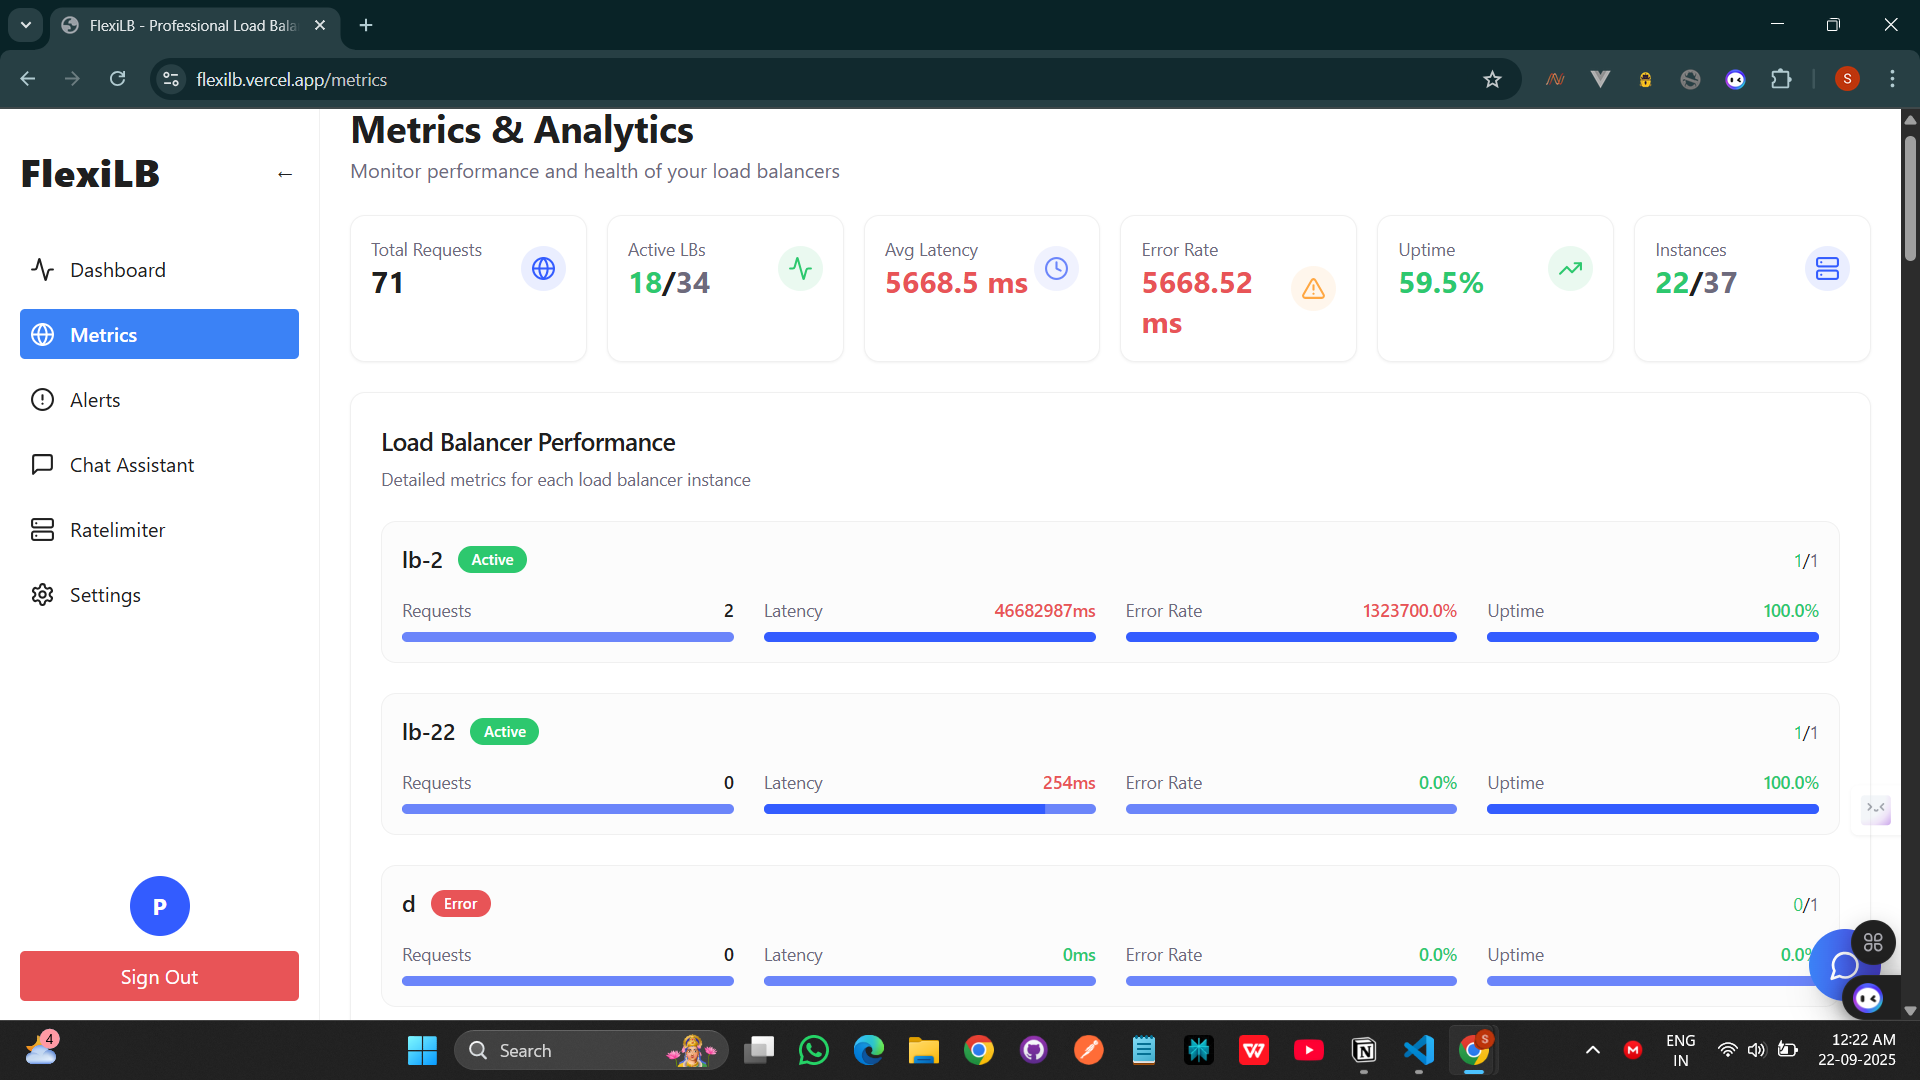 FlexiLB - Professional Load Bala
flexilb.vercel.app/metrics
S
FlexiLB
←
Dashboard
Metrics
Alerts
Chat Assistant
Ratelimiter
Settings
P
Sign Out
Metrics & Analytics
Monitor performance and health of your load balancers
Total Requests
71
Active LBs
18/34
Avg Latency
5668.5 ms
Error Rate
5668.52
ms
Uptime
59.5%
Instances
22/37
Load Balancer Performance
Detailed metrics for each load balancer instance
lb-2 Active 1/1
Requests 2 Latency 46682987ms Error Rate 1323700.0% Uptime 100.0%
lb-22 Active 1/1
Requests 0 Latency 254ms Error Rate 0.0% Uptime 100.0%
d Error 0/1
Requests 0 Latency 0ms Error Rate 0.0% Uptime 0.0%
4
Search
S
ENG
IN
12:22 AM
22-09-2025